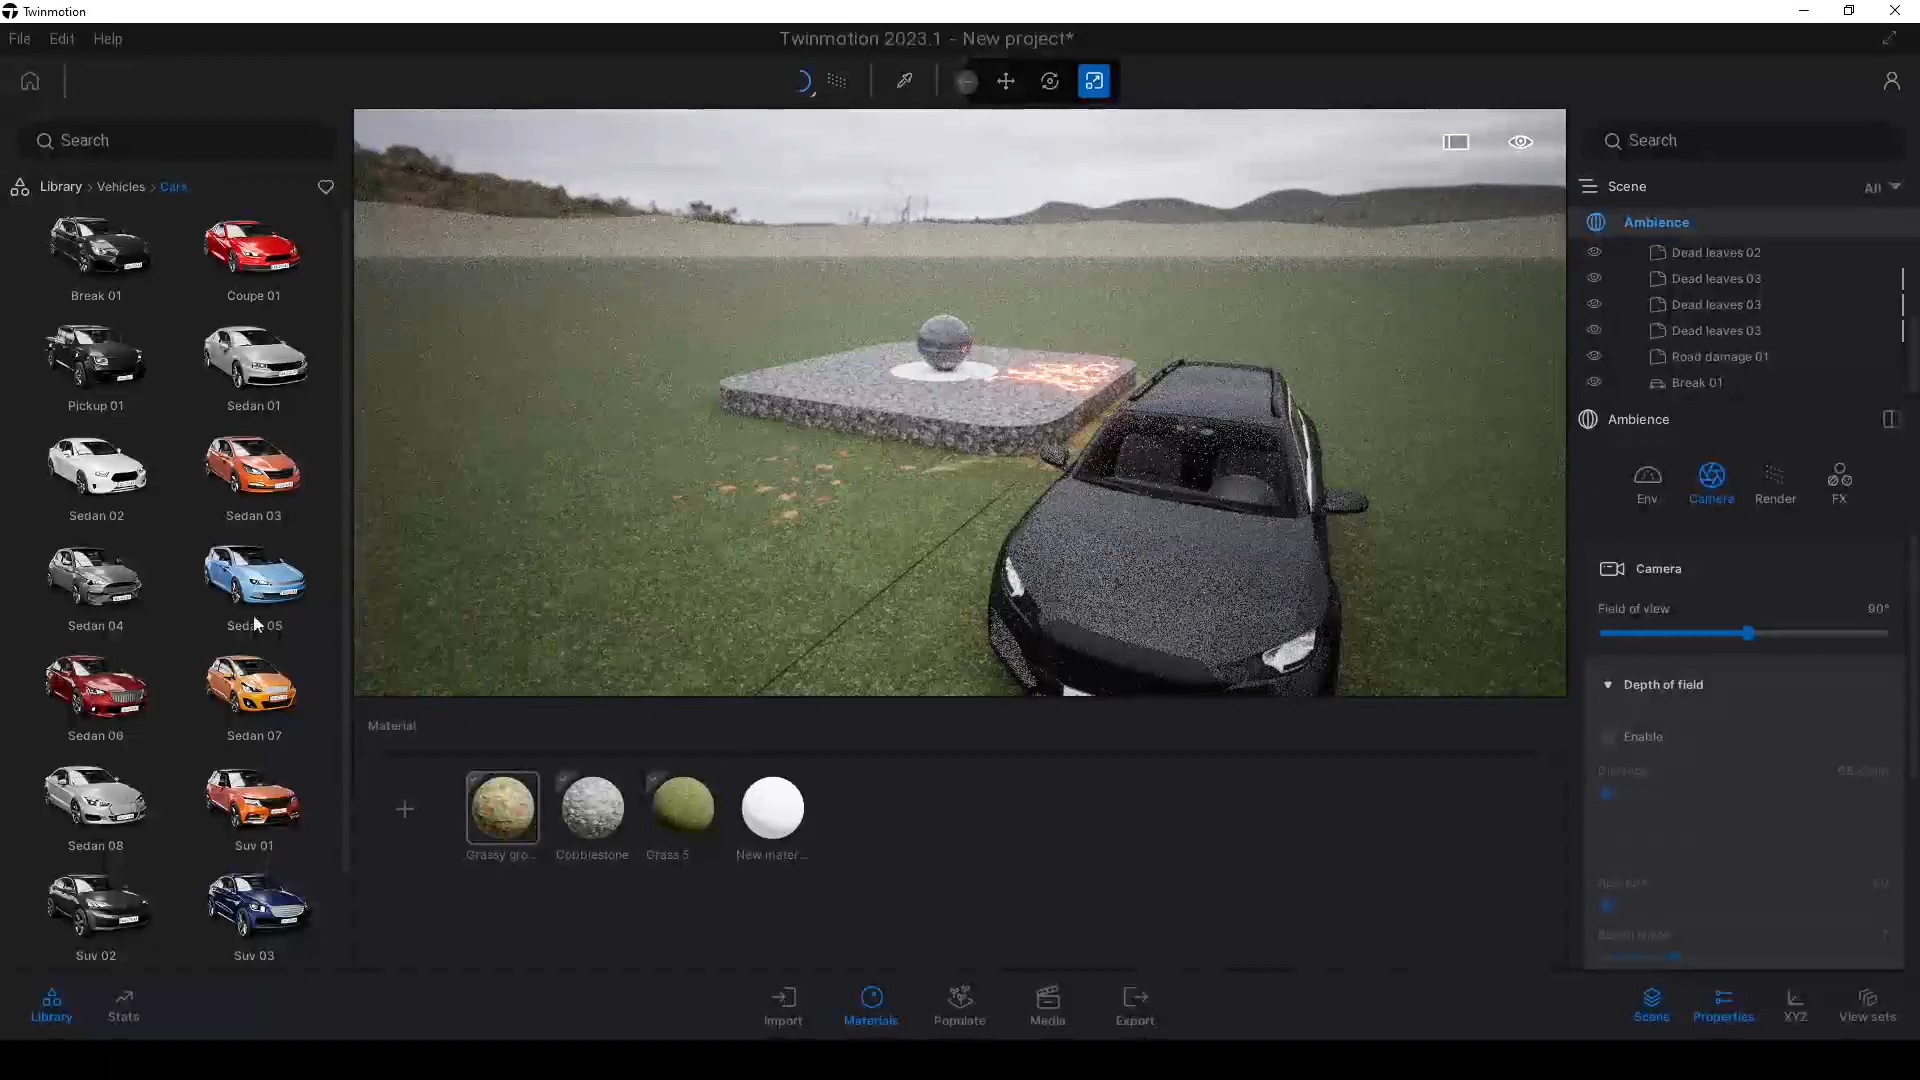 Twinmotion
File Edit Help
Twinmotion 2023.1 - New project*
Search
Library > Vehicles > Cars
Break 01
Coupe 01
Pickup 01
Sedan 01
Sedan 02
Sedan 03
Sedan 04
Sedan 05
Sedan 06
Sedan 07
Sedan 08
Suv 01
Suv 02
Suv 03
Library
Stats
Material
Grassy gro...
Cobblestone
Grass 5
New mater...
Import
Materials
Populate
Media
Export
Search
Scene
All
Ambience
Dead leaves 02
Dead leaves 03
Dead leaves 03
Dead leaves 03
Road damage 01
Break 01
Ambience
Env
Camera
Render
FX
Camera
Field of view 90°
Depth of field
Enable
Distance
Aperture
Scene
Properties
XYZ
View sets